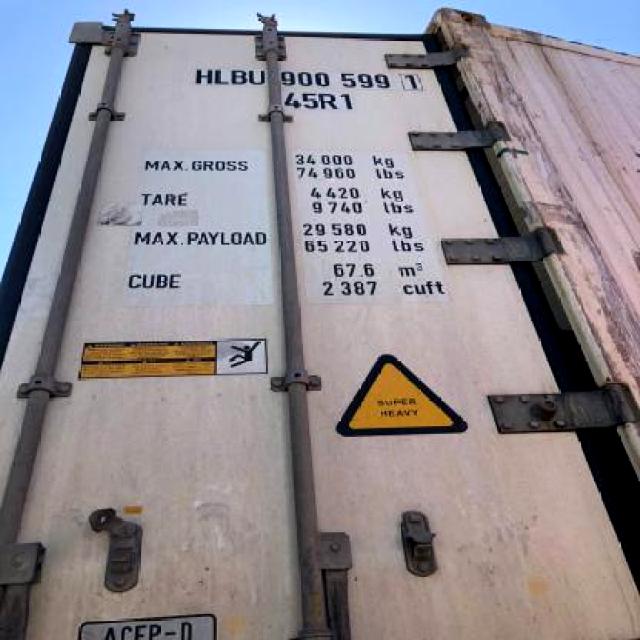 HLBU 900 599 1
45R1
MAX. GROSS 34 000 kg
74 960 lbs
TARE 4 420 kg
9 740 lbs
MAX. PAYLOAD 29 580 kg
65 220 lbs
CUBE 67,6 m³
2 387 cuft
SUPER
HEAVY
ACEP-D